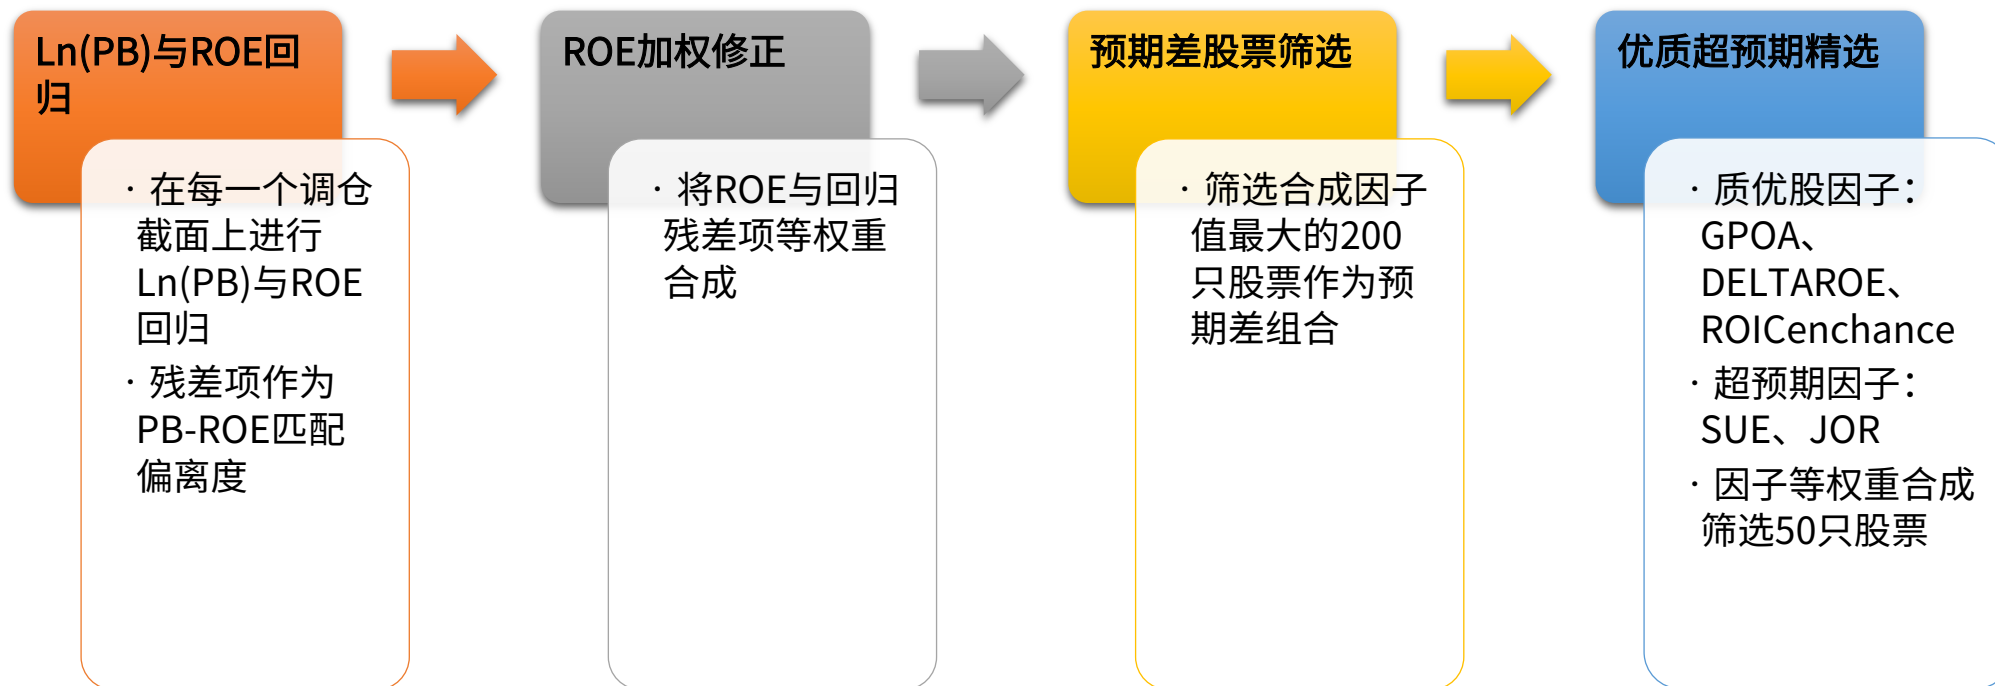 Ln(PB)与ROE回
归
· 在每一个调仓
截面上进行
Ln(PB)与ROE
回归
· 残差项作为
PB-ROE匹配
偏离度
ROE加权修正
· 将ROE与回归
残差项等权重
合成
预期差股票筛选
· 筛选合成因子
值最大的200
只股票作为预
期差组合
优质超预期精选
· 质优股因子：
GPOA、
DELTAROE、
ROICenchance
· 超预期因子：
SUE、JOR
· 因子等权重合成
筛选50只股票